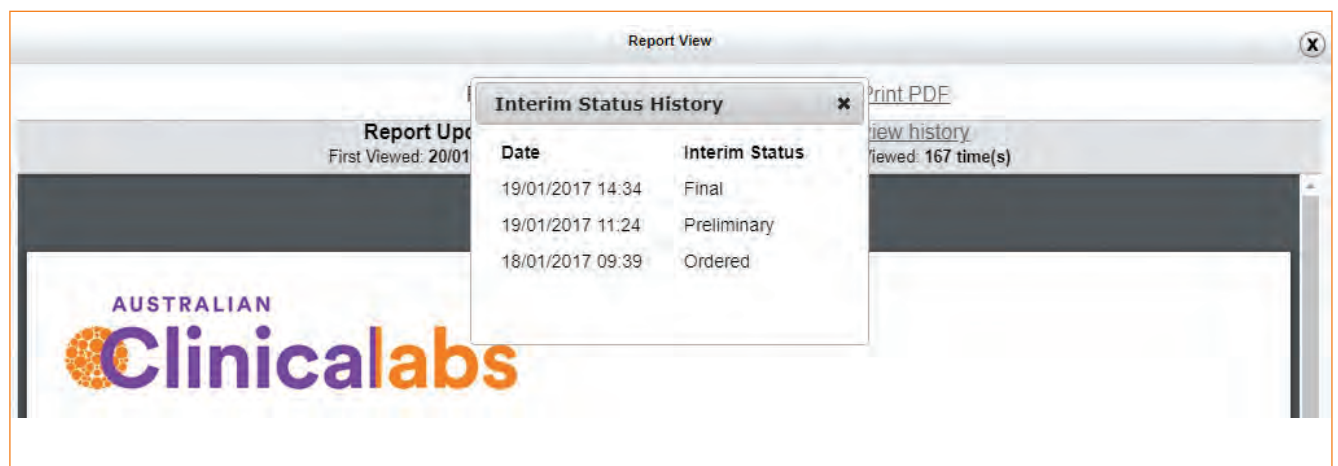 Report View
Print PDF
Interim Status History
Report Upd
view history
First Viewed: 20/01
Viewed: 167 time(s)
Date Interim Status
19/01/2017 14:34 Final
19/01/2017 11:24 Preliminary
18/01/2017 09:39 Ordered
AUSTRALIAN
Clinicalabs